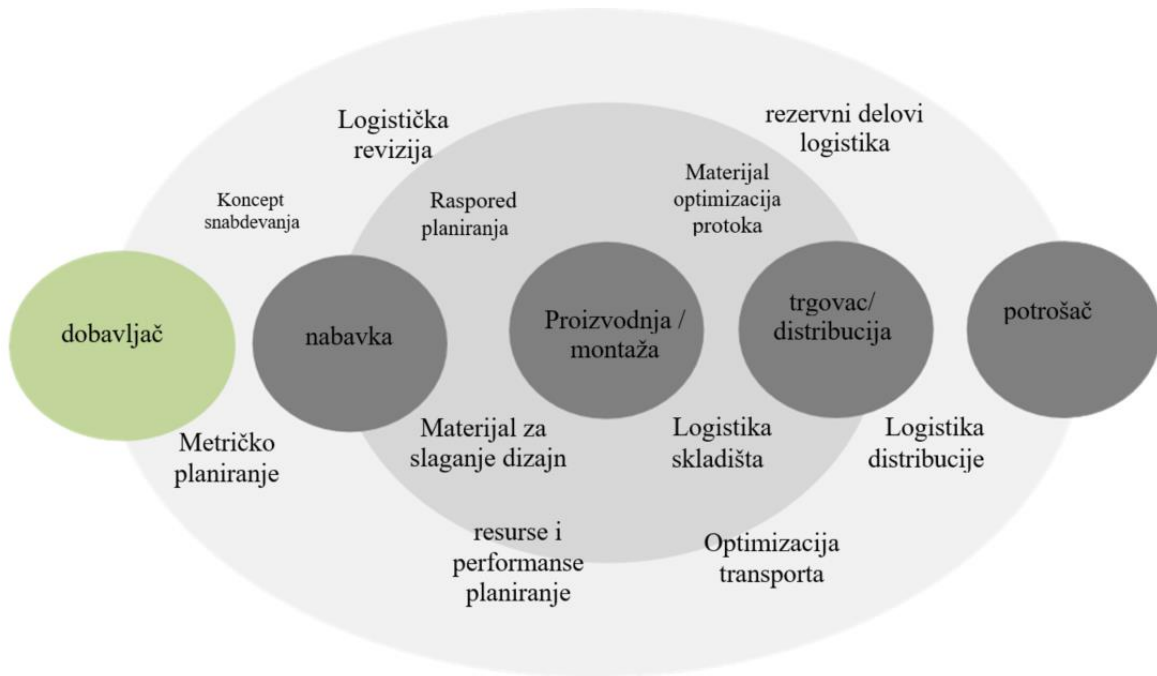 Logistička
revizija
rezervni delovi
logistika
Koncept
snabdevanja
Raspored
planiranja
Materijal
optimizacija
protoka
dobavljač
nabavka
Proizvodnja /
montaža
trgovac/
distribucija
potrošač
Metričko
planiranje
Materijal za
slaganje dizajn
Logistika
skladišta
Logistika
distribucije
resurse i
performanse
planiranje
Optimizacija
transporta